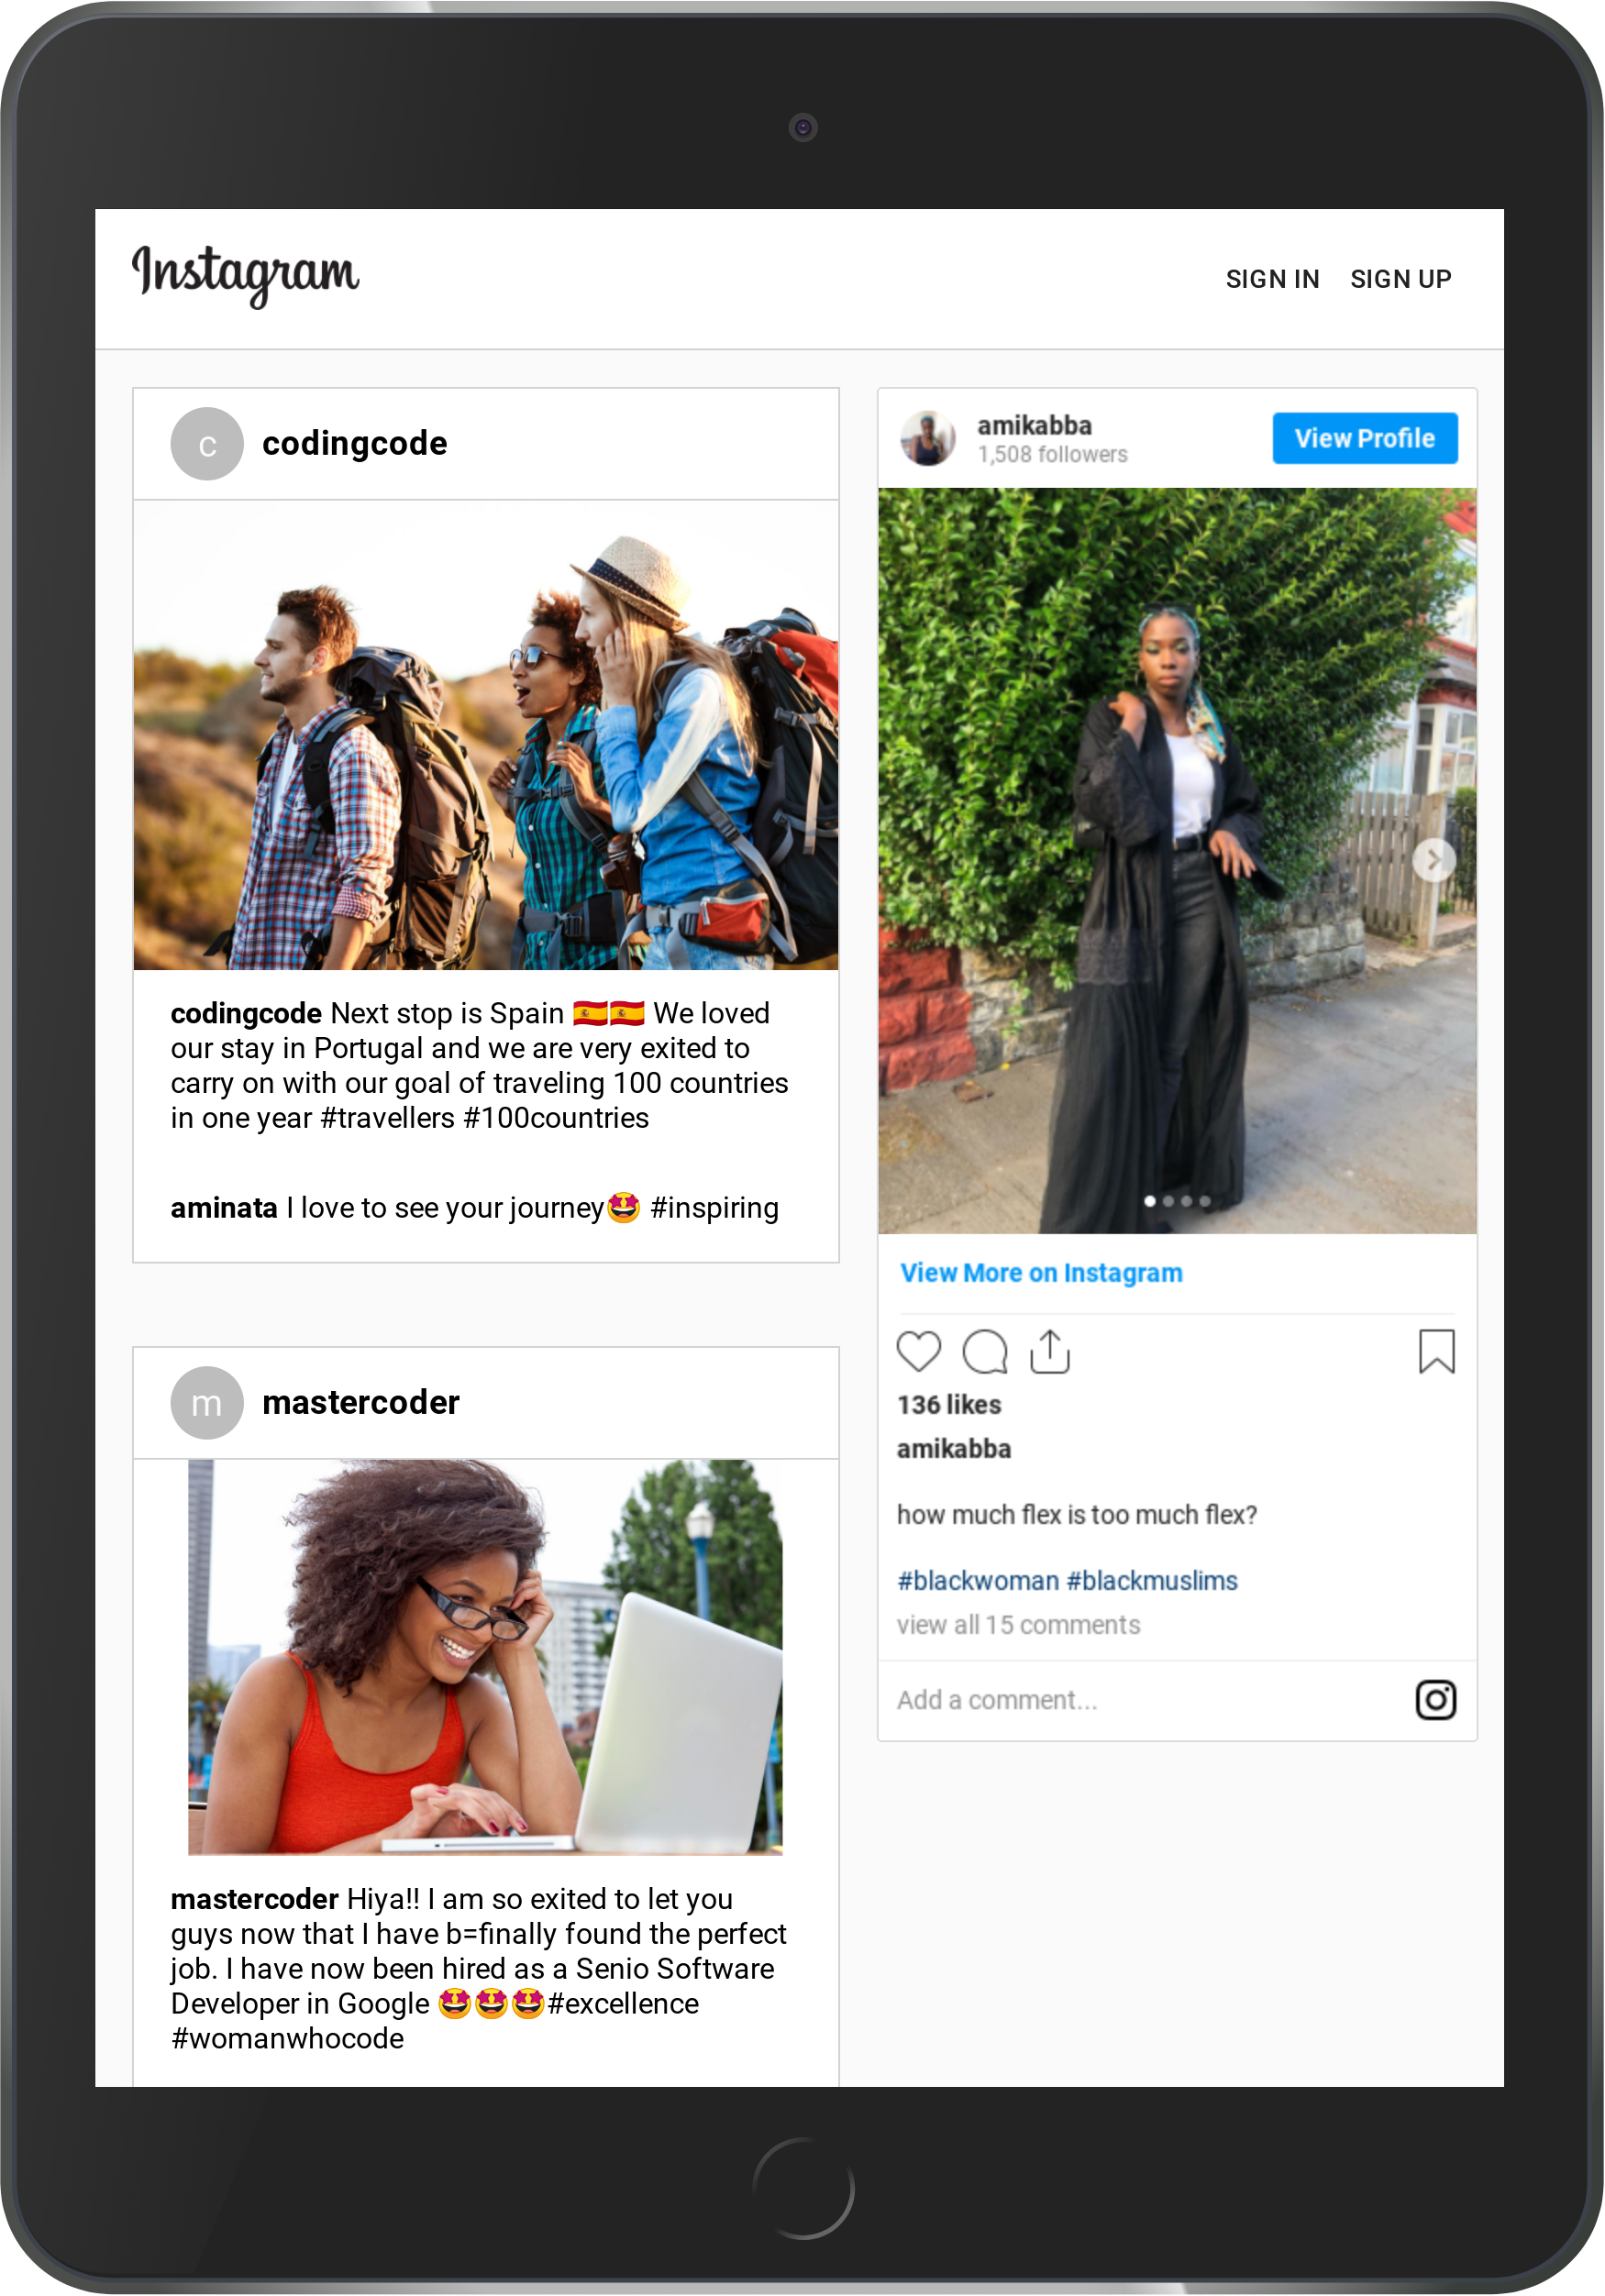 Instagram
SIGN IN SIGN UP
c codingcode
codingcode Next stop is Spain 🇪🇸🇪🇸 We loved
our stay in Portugal and we are very exited to
carry on with our goal of traveling 100 countries
in one year #travellers #100countries
aminata I love to see your journey🤩 #inspiring
m mastercoder
mastercoder Hiya!! I am so exited to let you
guys now that I have b=finally found the perfect
job. I have now been hired as a Senio Software
Developer in Google 🤩🤩🤩#excellence
#womanwhocode
amikabba
1,508 followers
View Profile
View More on Instagram
136 likes
amikabba
how much flex is too much flex?
#blackwoman #blackmuslims
view all 15 comments
Add a comment...